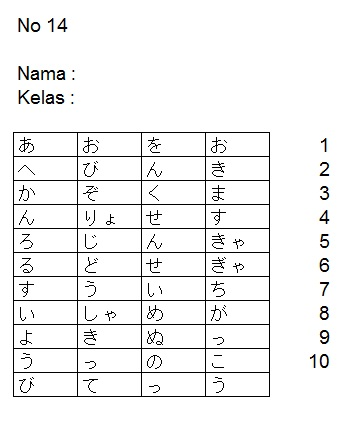 No 14
Nama :
Kelas :
あ お を お 1
へ び ん き 2
か ぞ く ま 3
ん りょ せ す 4
ろ じ ん きゃ 5
る ど せ ぎゃ 6
す う い ち 7
い しゃ め が 8
よ き ぬ っ 9
う っ の こ 10
び て っ う